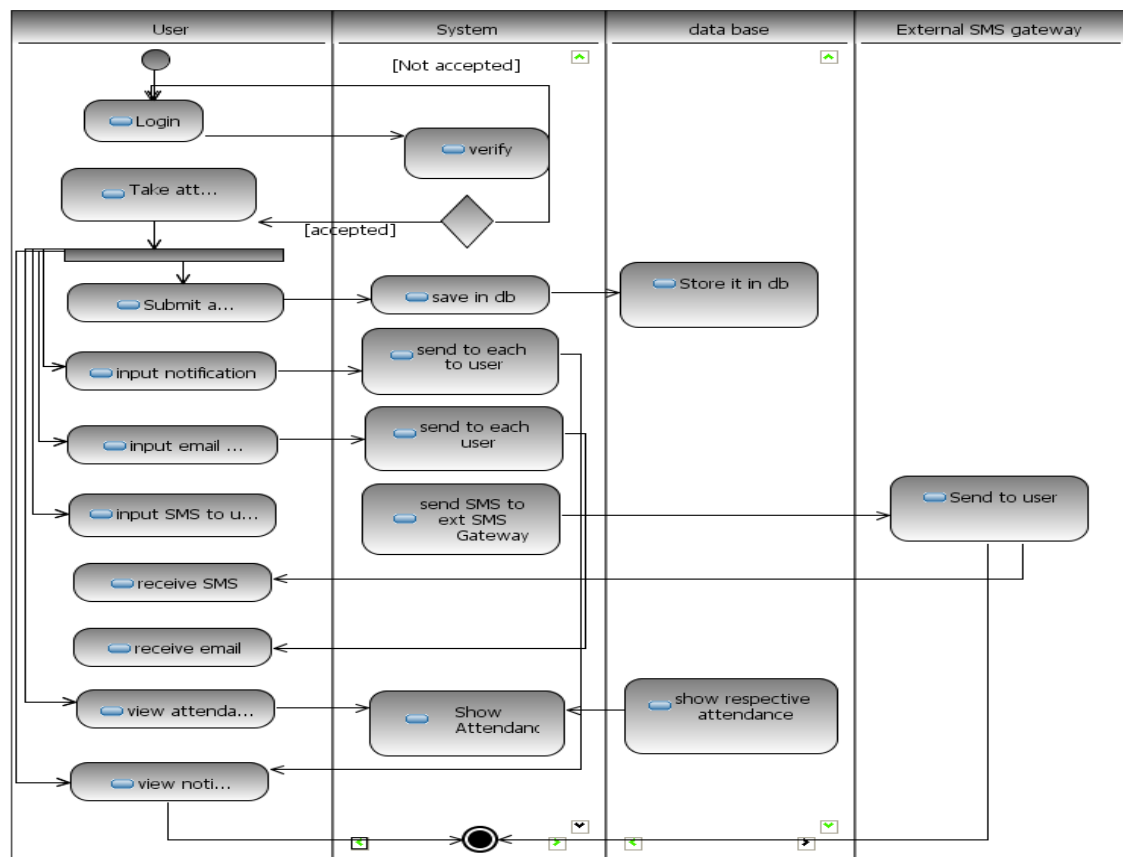 User
System
data base
External SMS gateway
[Not accepted]
Login
verify
Take att...
[accepted]
Submit a...
save in db
Store it in db
input notification
send to each
to user
input email ...
send to each
user
input SMS to u...
send SMS to
ext SMS
Gateway
Send to user
receive SMS
receive email
view attenda...
Show
Attendanc
show respective
attendance
view noti...